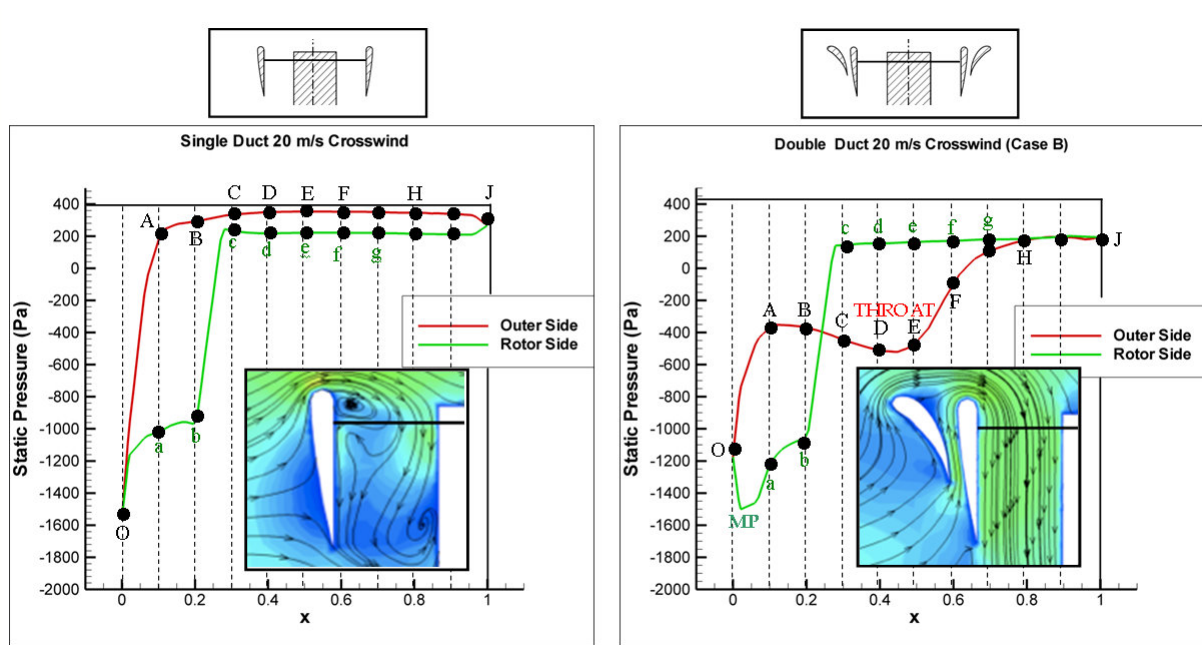 Single Duct 20 m/s Crosswind
Static Pressure (Pa)
400
200
0
-200
-400
-600
-800
-1000
-1200
-1400
-1600
-1800
-2000
A
B
C
D
E
F
H
J
c
d
e
f
g
a
b
O
Outer Side
Rotor Side
0
0.2
0.4
0.6
0.8
1
x
Double Duct 20 m/s Crosswind (Case B)
Static Pressure (Pa)
400
200
0
-200
-400
-600
-800
-1000
-1200
-1400
-1600
-1800
-2000
c
d
e
f
g
H
J
A
B
C
THROAT
D
E
F
O
a
b
MP
Outer Side
Rotor Side
0
0.2
0.4
0.6
0.8
1
x